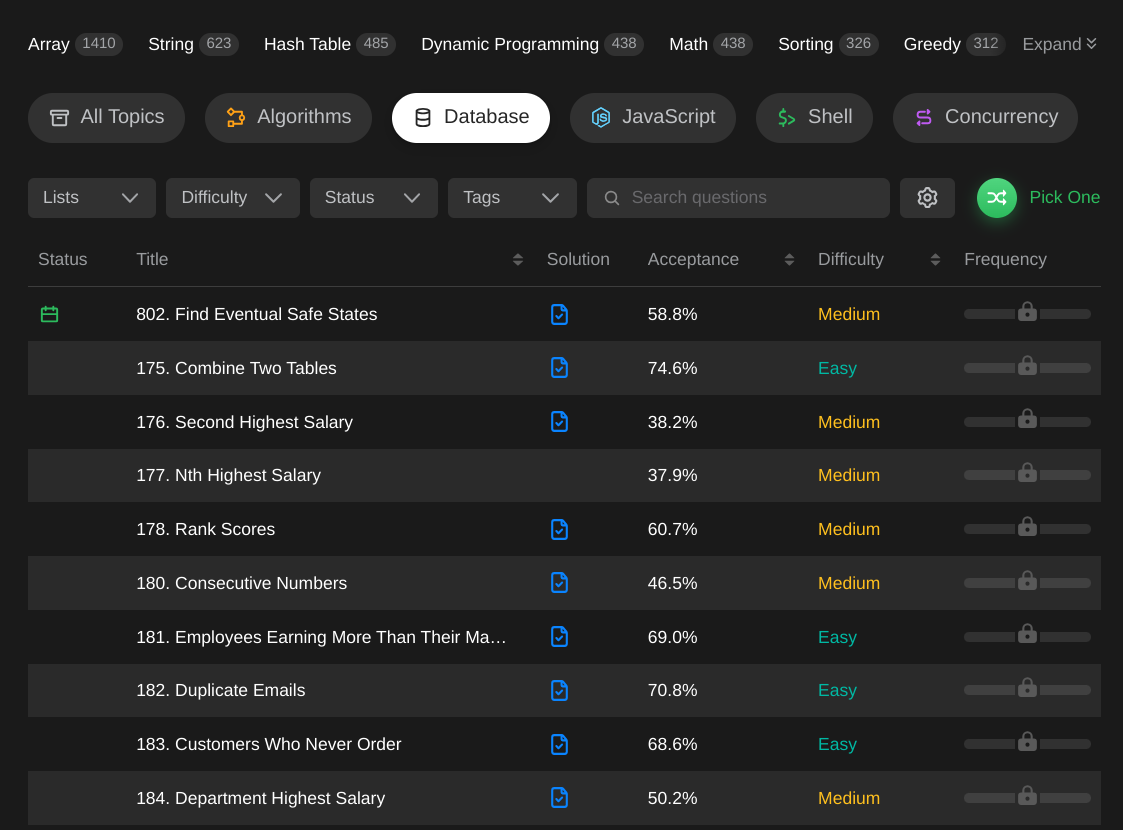 Array 1410 String 623 Hash Table 485 Dynamic Programming 438 Math 438 Sorting 326 Greedy 312 Expand
All Topics Algorithms Database JavaScript Shell Concurrency
Lists Difficulty Status Tags Search questions Pick One
Status Title Solution Acceptance Difficulty Frequency
802. Find Eventual Safe States 58.8% Medium
175. Combine Two Tables 74.6% Easy
176. Second Highest Salary 38.2% Medium
177. Nth Highest Salary 37.9% Medium
178. Rank Scores 60.7% Medium
180. Consecutive Numbers 46.5% Medium
181. Employees Earning More Than Their Ma… 69.0% Easy
182. Duplicate Emails 70.8% Easy
183. Customers Who Never Order 68.6% Easy
184. Department Highest Salary 50.2% Medium